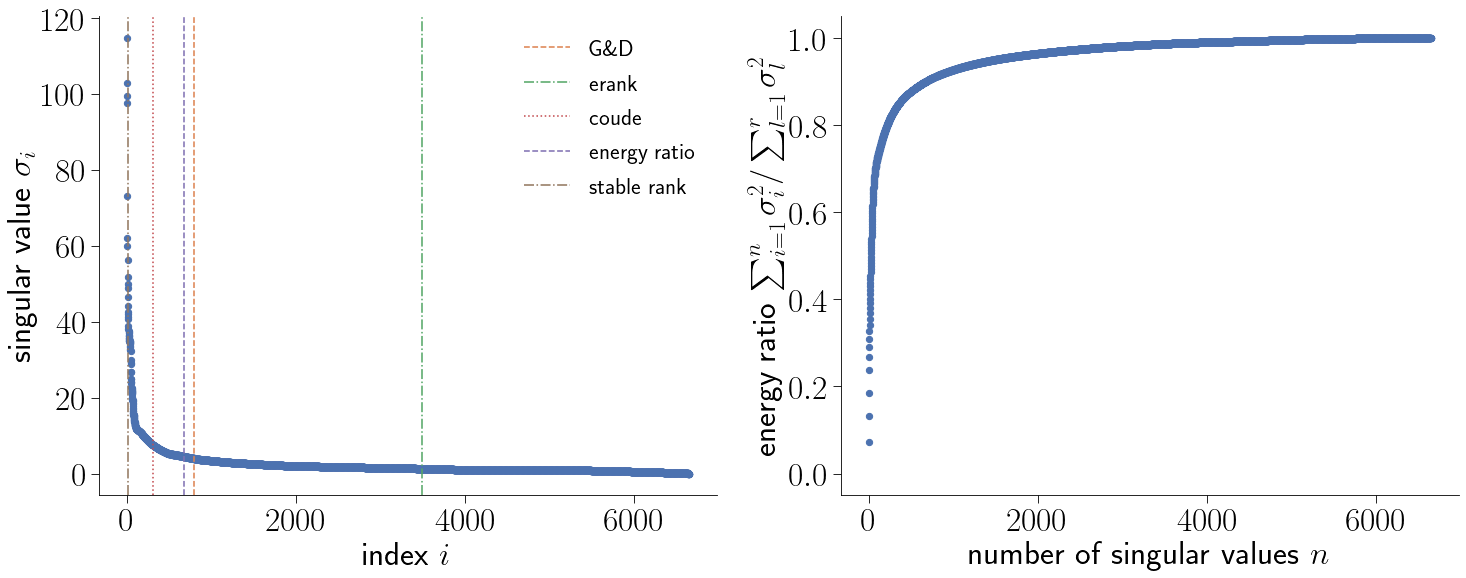 120
100
80
60
40
20
0
singular value σ_i
0 2000 4000 6000
index i
G&D
erank
coude
energy ratio
stable rank
1.0
0.8
0.6
0.4
0.2
0.0
energy ratio ∑_{i=1}^{n} σ_i^2 / ∑_{l=1}^{r} σ_l^2
0 2000 4000 6000
number of singular values n